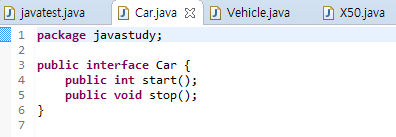 javatest.java Car.java Vehicle.java X50.java
1 package javastudy;
2
3 public interface Car {
4     public int start();
5     public void stop();
6 }
7